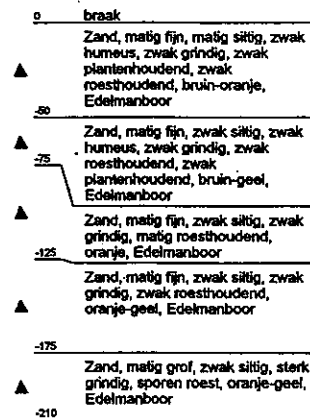 0 braak
Zand, matig fijn, matig siltig, zwak
humeus, zwak grindig, zwak
plantenhoudend, zwak
roesthoudend, bruin-oranje,
Edelmanboor
-50
Zand, matig fijn, zwak siltig, zwak
humeus, zwak grindig, zwak
-75
roesthoudend, zwak
plantenhoudend, bruin-geel,
Edelmanboor
Zand, matig fijn, zwak siltig, zwak
grindig, matig roesthoudend,
oranje, Edelmanboor
-125
Zand, matig fijn, zwak siltig, zwak
grindig, zwak roesthoudend,
oranje-geel, Edelmanboor
-175
Zand, matig grof, zwak siltig, sterk
grindig, sporen roest, oranje-geel,
Edelmanboor
-210